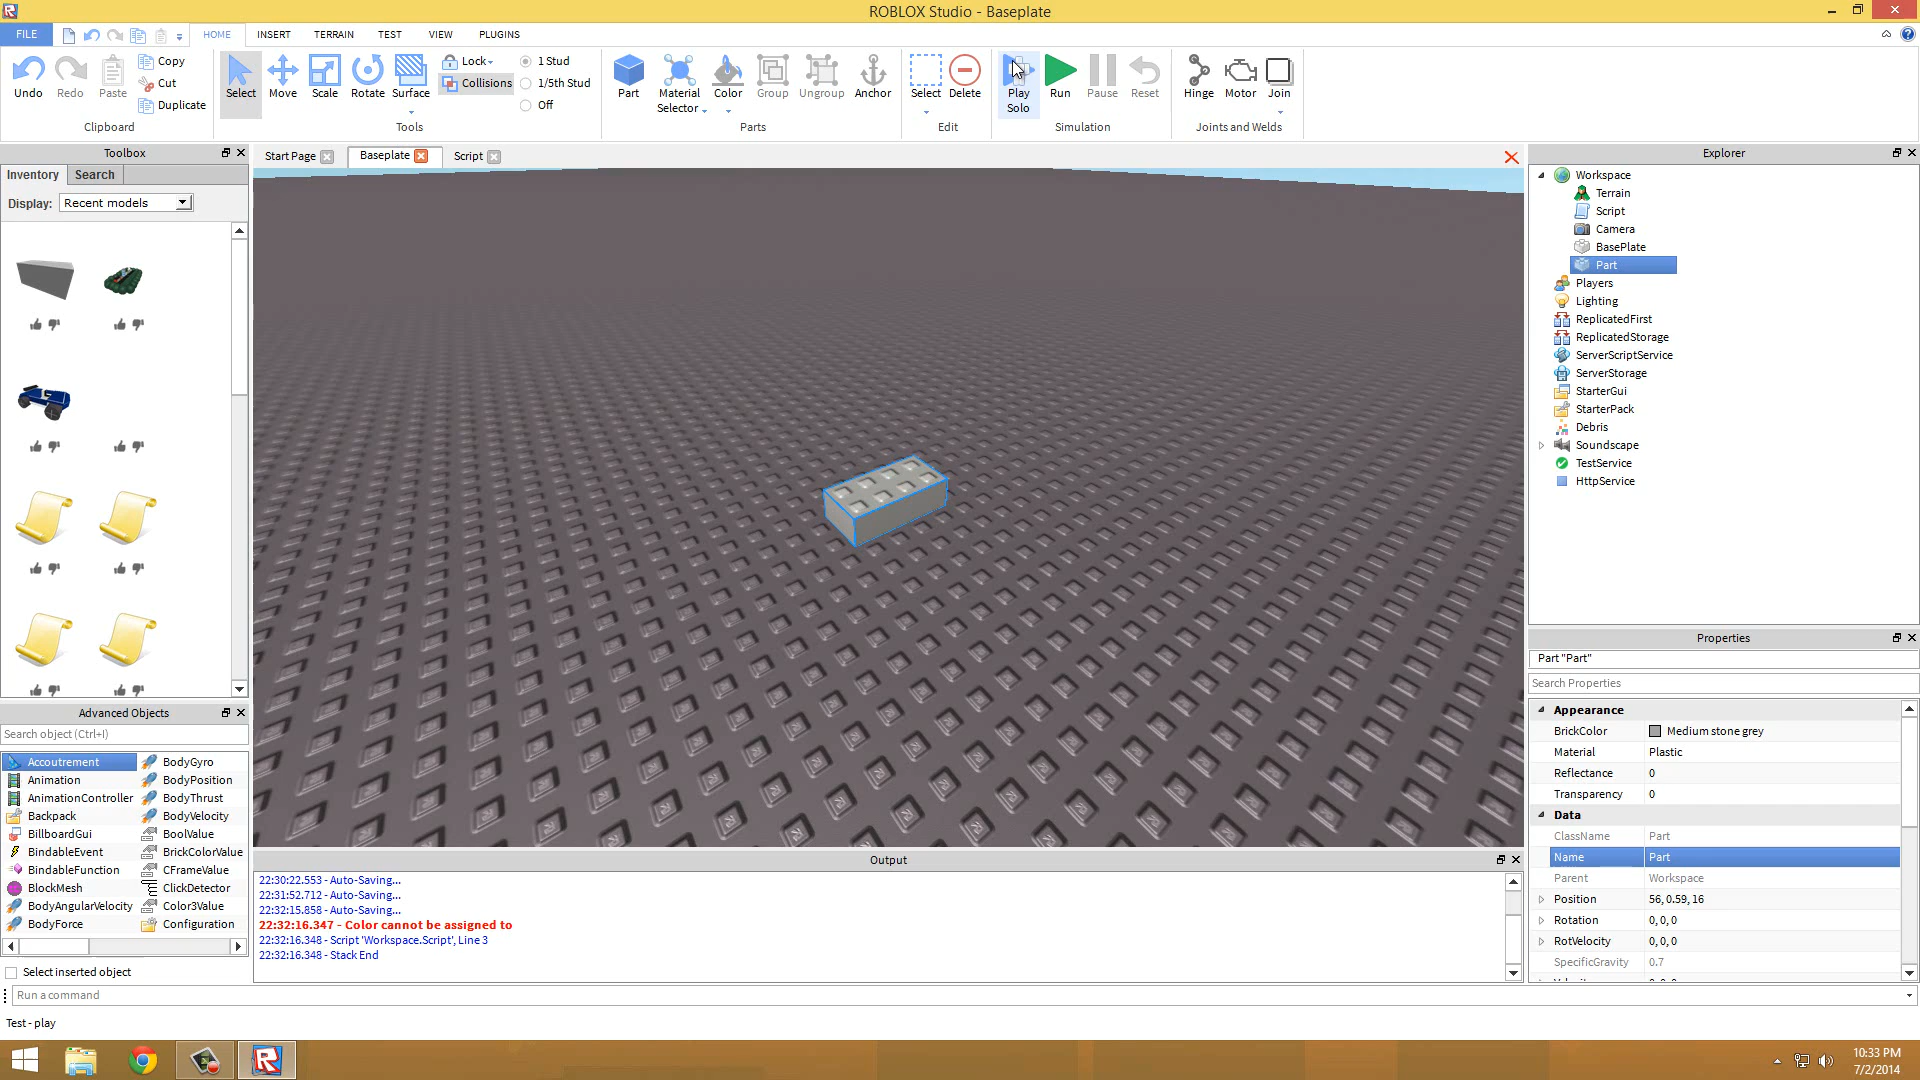 ROBLOX Studio - Baseplate
FILE
HOME
INSERT
TERRAIN
TEST
VIEW
PLUGINS
Undo
Redo
Paste
Copy
Cut
Duplicate
Clipboard
Select
Move
Scale
Rotate
Surface
Lock
Collisions
1 Stud
1/5th Stud
Off
Tools
Part
Material Selector
Color
Group
Ungroup
Anchor
Parts
Select
Delete
Edit
Play Solo
Run
Pause
Reset
Simulation
Hinge
Motor
Join
Joints and Welds
Toolbox
Inventory
Search
Display:
Recent models
Start Page
Baseplate
Script
Explorer
Workspace
Terrain
Script
Camera
BasePlate
Part
Players
Lighting
ReplicatedFirst
ReplicatedStorage
ServerScriptService
ServerStorage
StarterGui
StarterPack
Debris
Soundscape
TestService
HttpService
Properties
Part "Part"
Search Properties
Appearance
BrickColor Medium stone grey
Material Plastic
Reflectance 0
Transparency 0
Data
ClassName Part
Name Part
Parent Workspace
Position 56, 0.59, 16
Rotation 0, 0, 0
RotVelocity 0, 0, 0
SpecificGravity 0.7
Advanced Objects
Search object (Ctrl+I)
Accoutrement BodyGyro
Animation BodyPosition
AnimationController BodyThrust
Backpack BodyVelocity
BillboardGui BoolValue
BindableEvent BrickColorValue
BindableFunction CFrameValue
BlockMesh ClickDetector
BodyAngularVelocity Color3Value
BodyForce Configuration
Select inserted object
Output
22:30:22.553 - Auto-Saving...
22:31:52.712 - Auto-Saving...
22:32:15.858 - Auto-Saving...
22:32:16.347 - Color cannot be assigned to
22:32:16.348 - Script 'Workspace.Script', Line 3
22:32:16.348 - Stack End
Run a command
Test - play
10:33 PM
7/2/2014